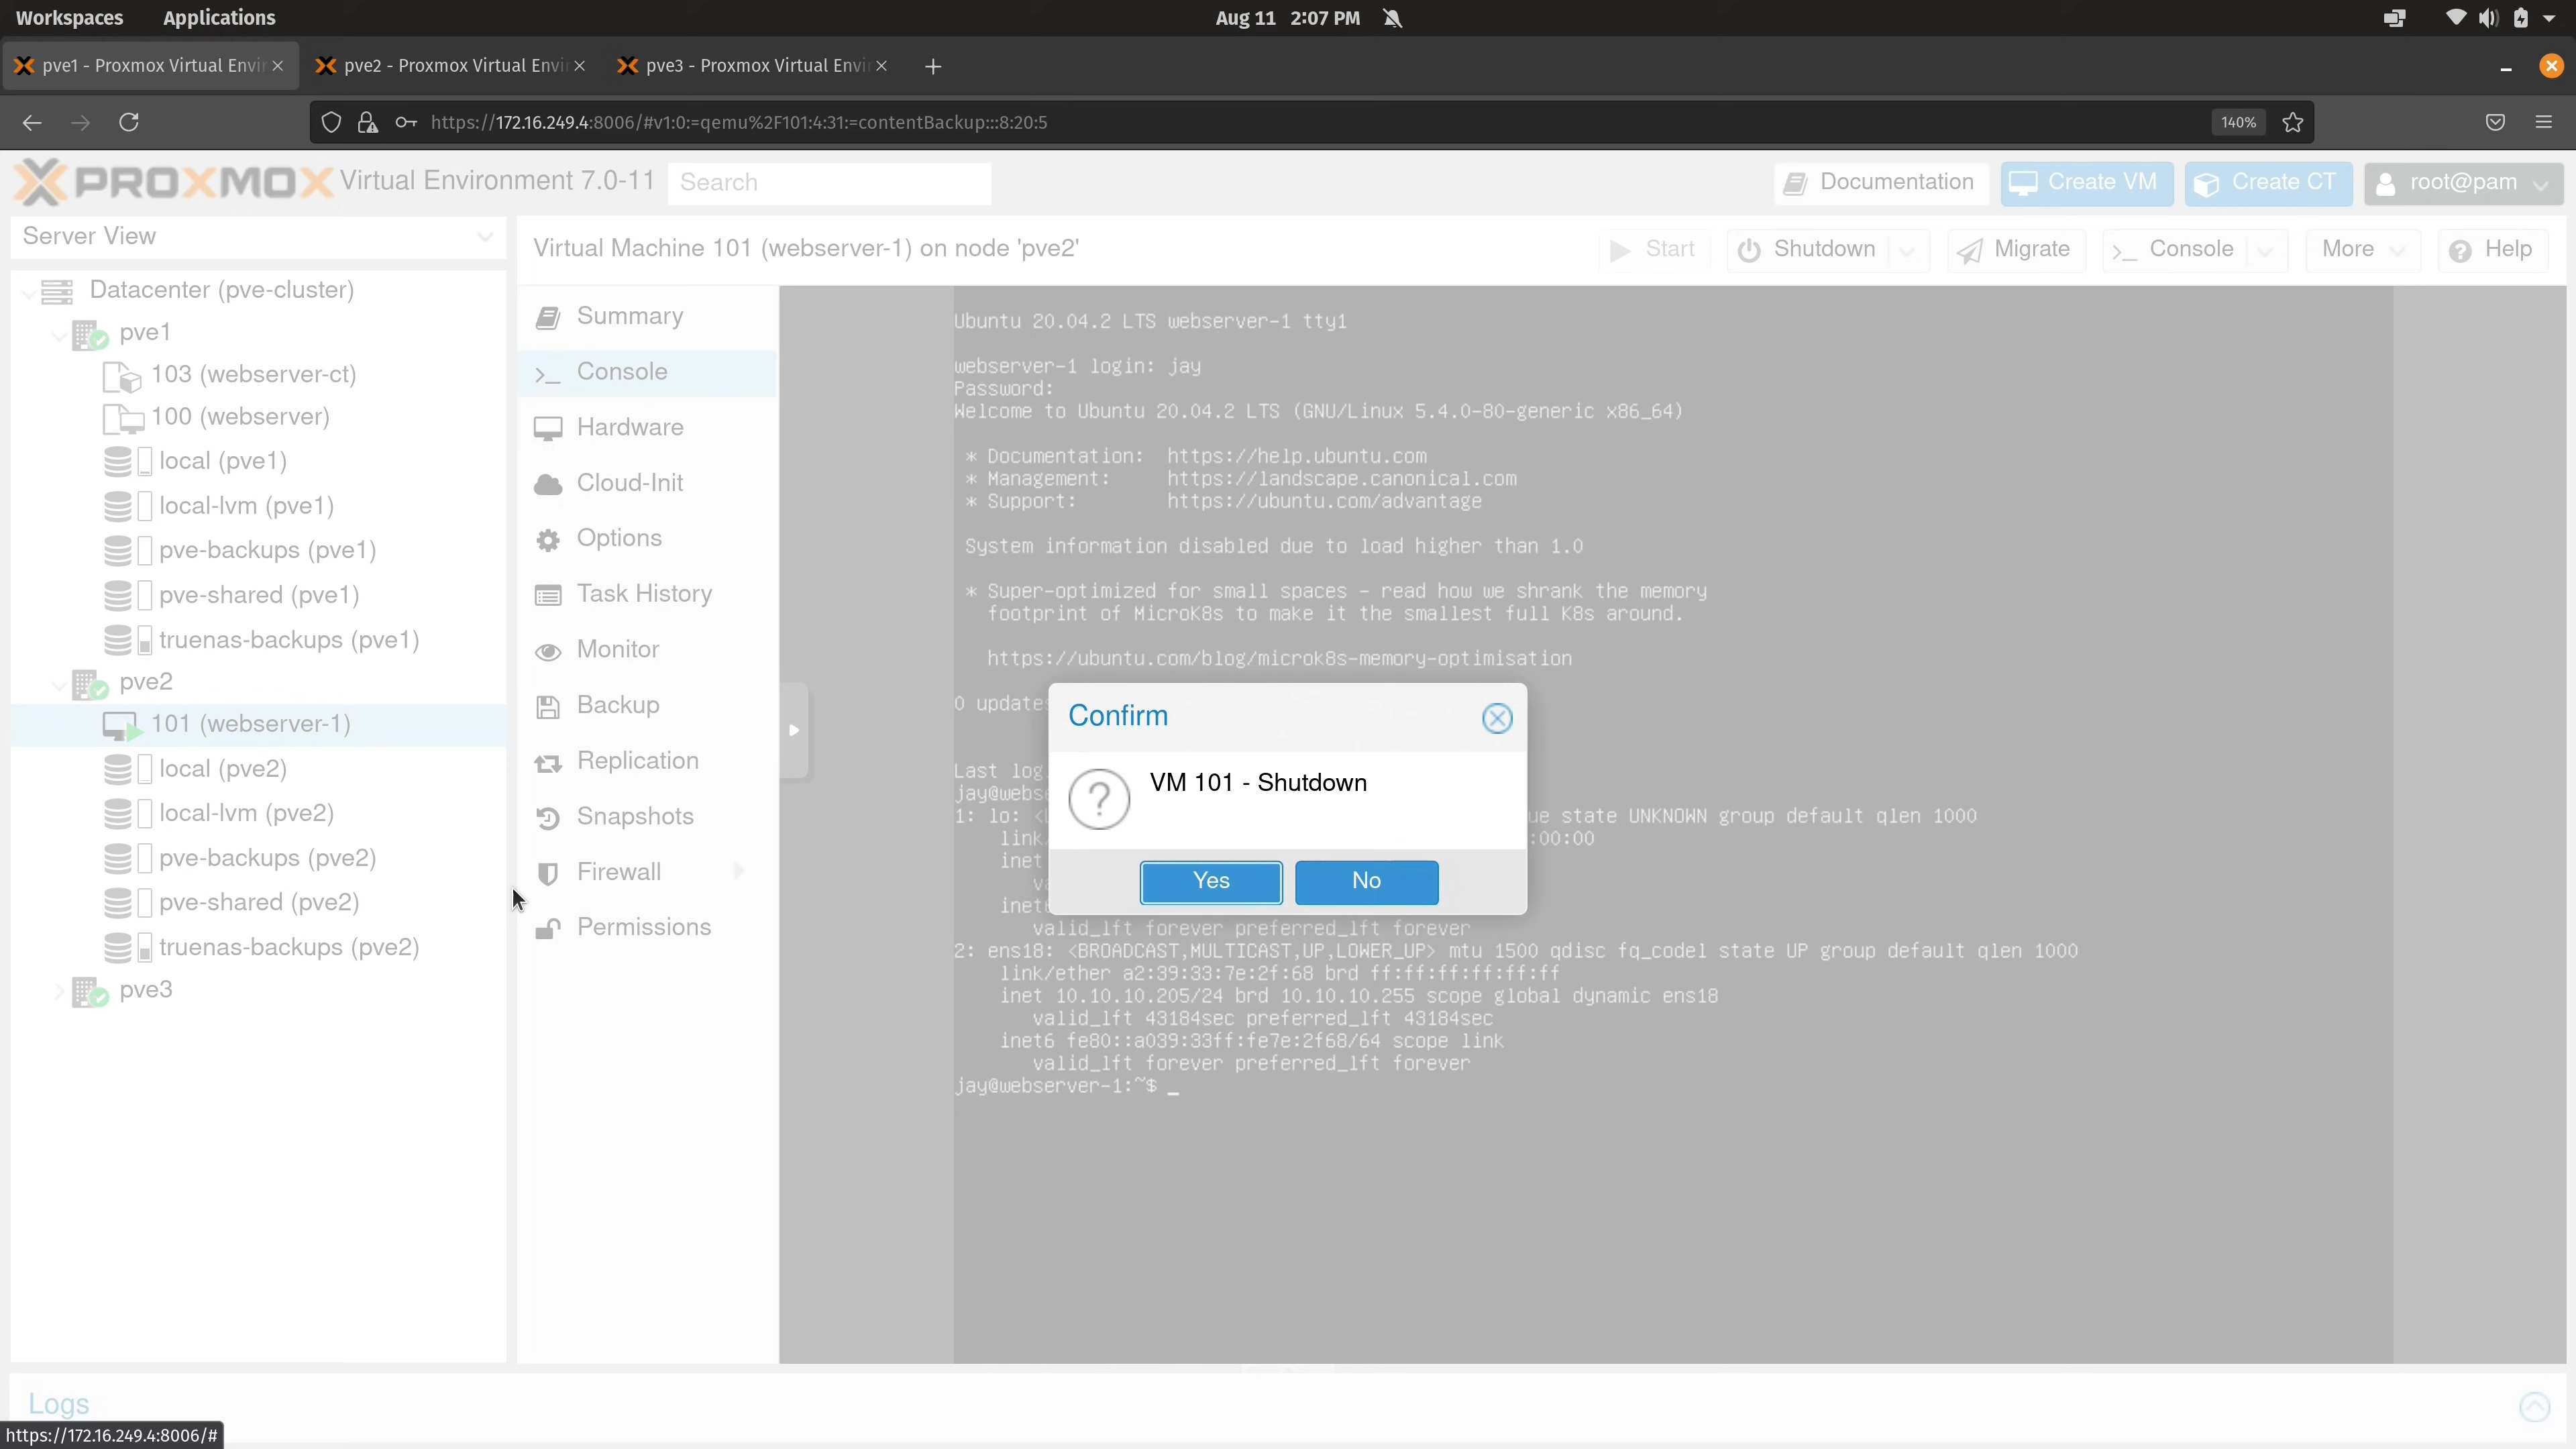 Workspaces Applications Aug 11 2:07 PM
pve1 - Proxmox Virtual Envir pve2 - Proxmox Virtual Envir pve3 - Proxmox Virtual Envir
https://172.16.249.4:8006/#v1:0:=qemu%2F101:4:31:=contentBackup:::8:20:5 140%
PROXMOX Virtual Environment 7.0-11 Search Documentation Create VM Create CT root@pam
Server View
Virtual Machine 101 (webserver-1) on node 'pve2' Start Shutdown Migrate Console More Help
Datacenter (pve-cluster)
pve1
103 (webserver-ct)
100 (webserver)
local (pve1)
local-lvm (pve1)
pve-backups (pve1)
pve-shared (pve1)
truenas-backups (pve1)
pve2
101 (webserver-1)
local (pve2)
local-lvm (pve2)
pve-backups (pve2)
pve-shared (pve2)
truenas-backups (pve2)
pve3
Summary
Console
Hardware
Cloud-Init
Options
Task History
Monitor
Backup
Replication
Snapshots
Firewall
Permissions
Ubuntu 20.04.2 LTS webserver-1 tty1
webserver-1 login: jay
Password:
Welcome to Ubuntu 20.04.2 LTS (GNU/Linux 5.4.0-80-generic x86_64)
* Documentation: https://help.ubuntu.com
* Management: https://landscape.canonical.com
* Support: https://ubuntu.com/advantage
System information disabled due to load higher than 1.0
* Super-optimized for small spaces - read how we shrank the memory
footprint of MicroK8s to make it the smallest full K8s around.
https://ubuntu.com/blog/microk8s-memory-optimisation
0 update
Last log
jay@webse
1: lo: ue state UNKNOWN group default qlen 1000
link :00:00
inet
inet
valid_lft forever preferred_lft forever
2: ens18: <BROADCAST,MULTICAST,UP,LOWER_UP> mtu 1500 qdisc fq_codel state UP group default qlen 1000
link/ether a2:39:33:7e:2f:68 brd ff:ff:ff:ff:ff:ff
inet 10.10.10.205/24 brd 10.10.10.255 scope global dynamic ens18
valid_lft 43184sec preferred_lft 43184sec
inet6 fe80::a039:33ff:fe7e:2f68/64 scope link
valid_lft forever preferred_lft forever
jay@webserver-1:~$ _
Confirm
VM 101 - Shutdown
Yes No
Logs
https://172.16.249.4:8006/#